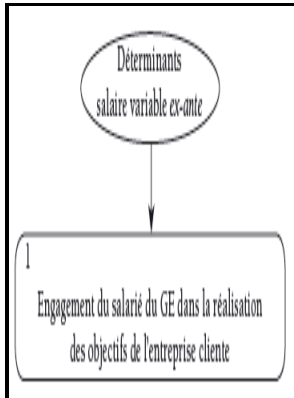 Déterminants
salaire variable ex-ante
1
Engagement du salarié du GE dans la réalisation
des objectifs de l'entreprise cliente